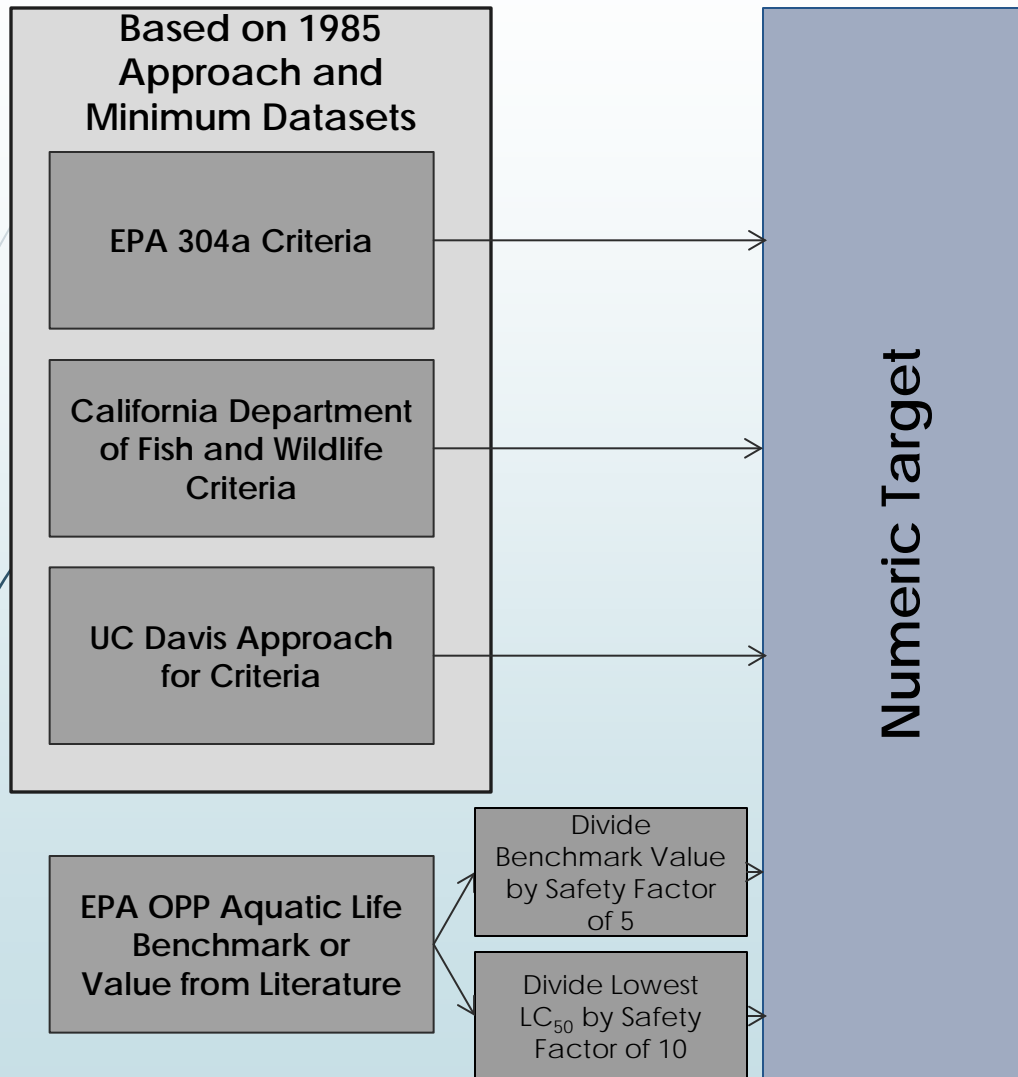 Based on 1985
Approach and
Minimum Datasets
EPA 304a Criteria
California Department
of Fish and Wildlife
Criteria
UC Davis Approach
for Criteria
EPA OPP Aquatic Life
Benchmark or
Value from Literature
Divide
Benchmark Value
by Safety Factor
of 5
Divide Lowest
LC₅₀ by Safety
Factor of 10
Numeric Target